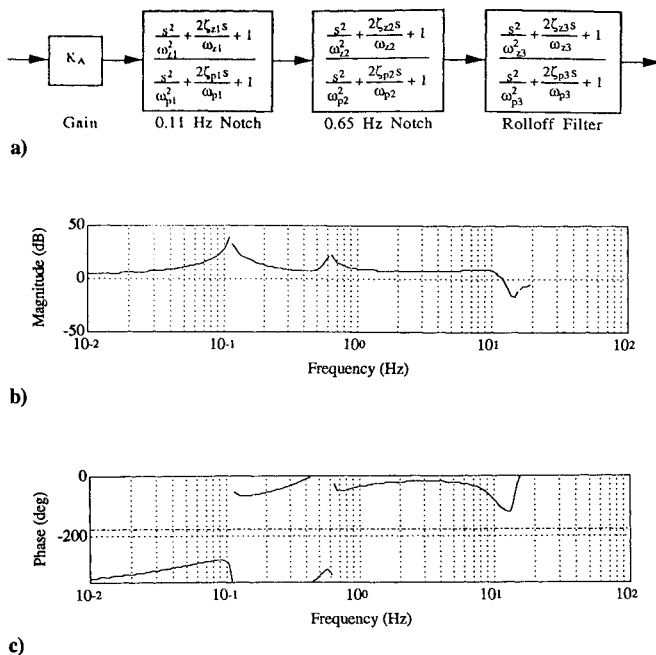 K_A
s²/ω²_z1 + 2ζ_z1 s/ω_z1 + 1
s²/ω²_p1 + 2ζ_p1 s/ω_p1 + 1
s²/ω²_z2 + 2ζ_z2 s/ω_z2 + 1
s²/ω²_p2 + 2ζ_p2 s/ω_p2 + 1
s²/ω²_z3 + 2ζ_z3 s/ω_z3 + 1
s²/ω²_p3 + 2ζ_p3 s/ω_p3 + 1
Gain 0.11 Hz Notch 0.65 Hz Notch Rolloff Filter
a)
Magnitude (dB)
50
0
-50
10⁻² 10⁻¹ 10⁰ 10¹ 10²
Frequency (Hz)
b)
Phase (deg)
0
-200
10⁻² 10⁻¹ 10⁰ 10¹ 10²
Frequency (Hz)
c)